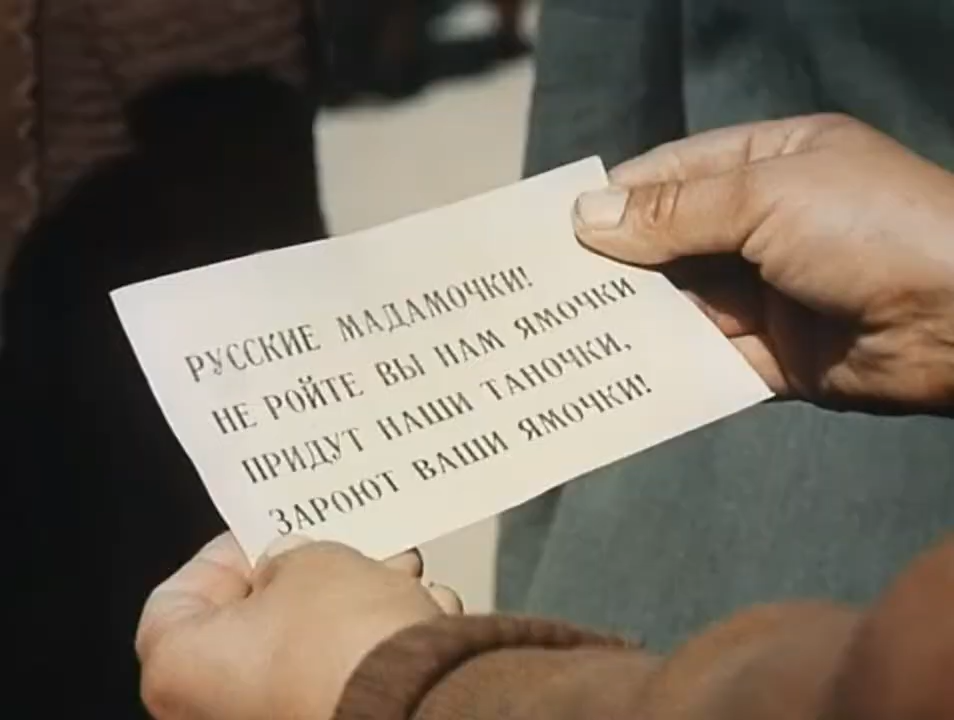 РУССКИЕ МАДАМОЧКИ!
НЕ РОЙТЕ ВЫ НАМ ЯМОЧКИ
ПРИДУТ НАШИ ТАНОЧКИ,
ЗАРОЮТ ВАШИ ЯМОЧКИ!